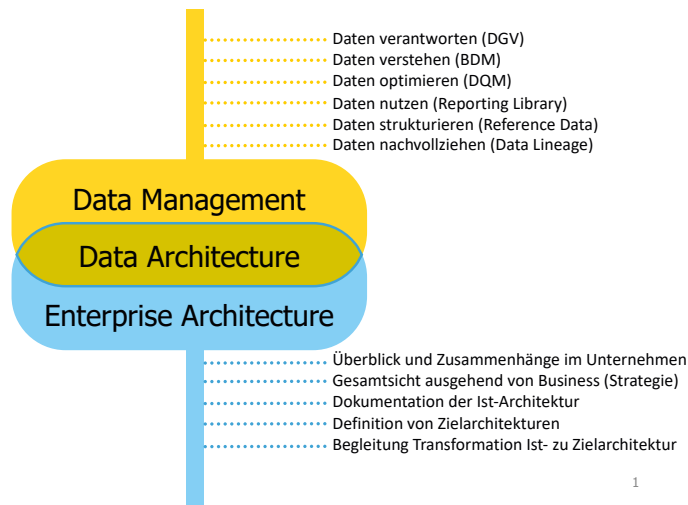 Daten verantworten (DGV)
Daten verstehen (BDM)
Daten optimieren (DQM)
Daten nutzen (Reporting Library)
Daten strukturieren (Reference Data)
Daten nachvollziehen (Data Lineage)
Data Management
Data Architecture
Enterprise Architecture
Überblick und Zusammenhänge im Unternehmen
Gesamtsicht ausgehend von Business (Strategie)
Dokumentation der Ist-Architektur
Definition von Zielarchitekturen
Begleitung Transformation Ist- zu Zielarchitektur
1